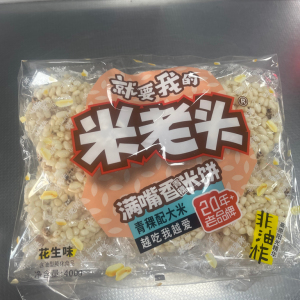 就要我的
米老头®
满嘴香米饼
青稞配大米
越吃我越爱
20年+
老品牌
非油炸
花生味